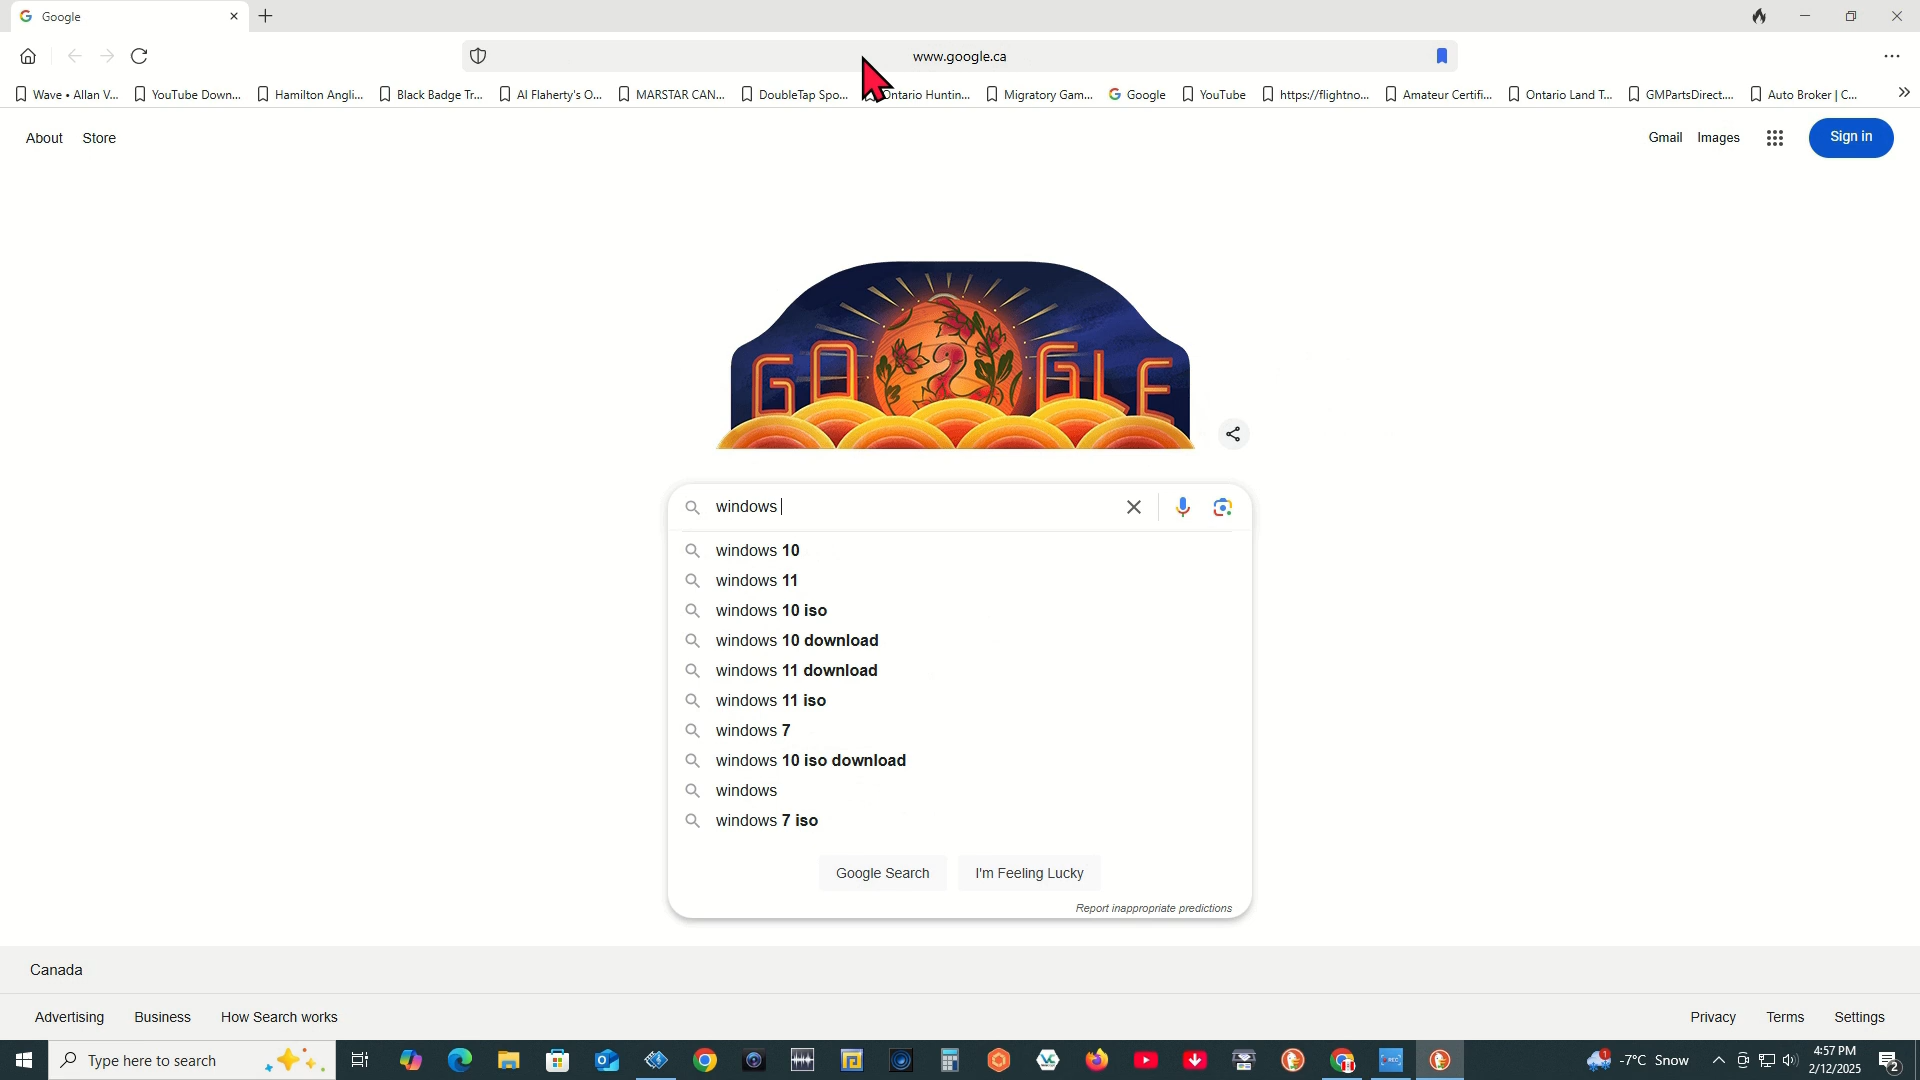 Google
www.google.ca
Wave • Allan V...
YouTube Down...
Hamilton Angli...
Black Badge Tr...
Al Flaherty's O...
MARSTAR CAN...
DoubleTap Spo...
Ontario Huntin...
Migratory Gam...
Google
YouTube
https://flightno...
Amateur Certifi...
Ontario Land T...
GMPartsDirect....
Auto Broker | C...
About
Store
Gmail
Images
Sign in
GOOGLE
windows
windows 10
windows 11
windows 10 iso
windows 10 download
windows 11 download
windows 11 iso
windows 7
windows 10 iso download
windows
windows 7 iso
Google Search
I'm Feeling Lucky
Report inappropriate predictions
Canada
Advertising
Business
How Search works
Privacy
Terms
Settings
Type here to search
-7°C Snow
4:57 PM
2/12/2025
2